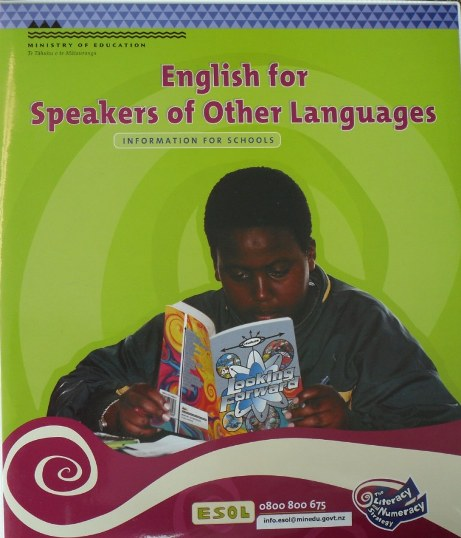 MINISTRY OF EDUCATION
Te Tāhuhu o te Mātauranga
English for
Speakers of Other Languages
INFORMATION FOR SCHOOLS
Looking
Forward
ESOL 0800 800 675
info.esol@minedu.govt.nz
The
Literacy
and Numeracy
Strategy